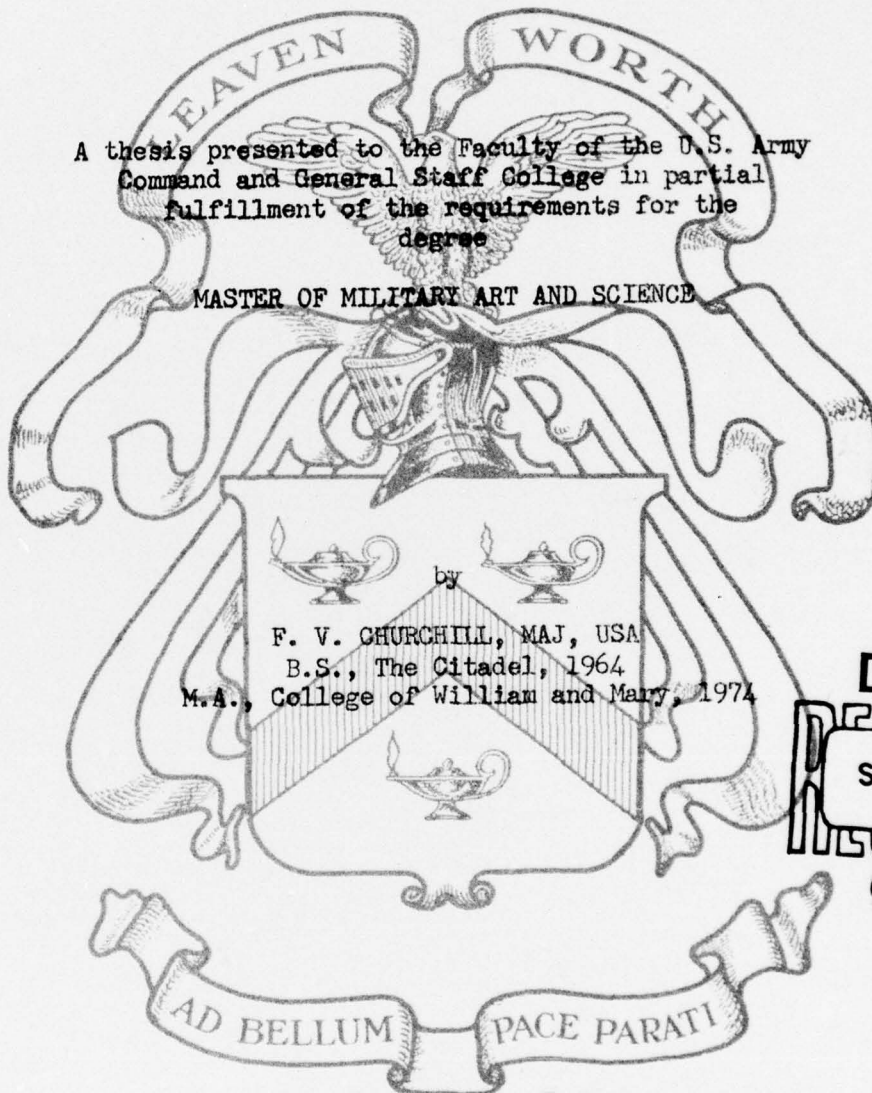 LEAVEN WORTH
A thesis presented to the Faculty of the U.S. Army
Command and General Staff College in partial
fulfillment of the requirements for the
degree
MASTER OF MILITARY ART AND SCIENCE
by
F. V. CHURCHILL, MAJ, USA
B.S., The Citadel, 1964
M.A., College of William and Mary, 1974
AD BELLUM PACE PARATI